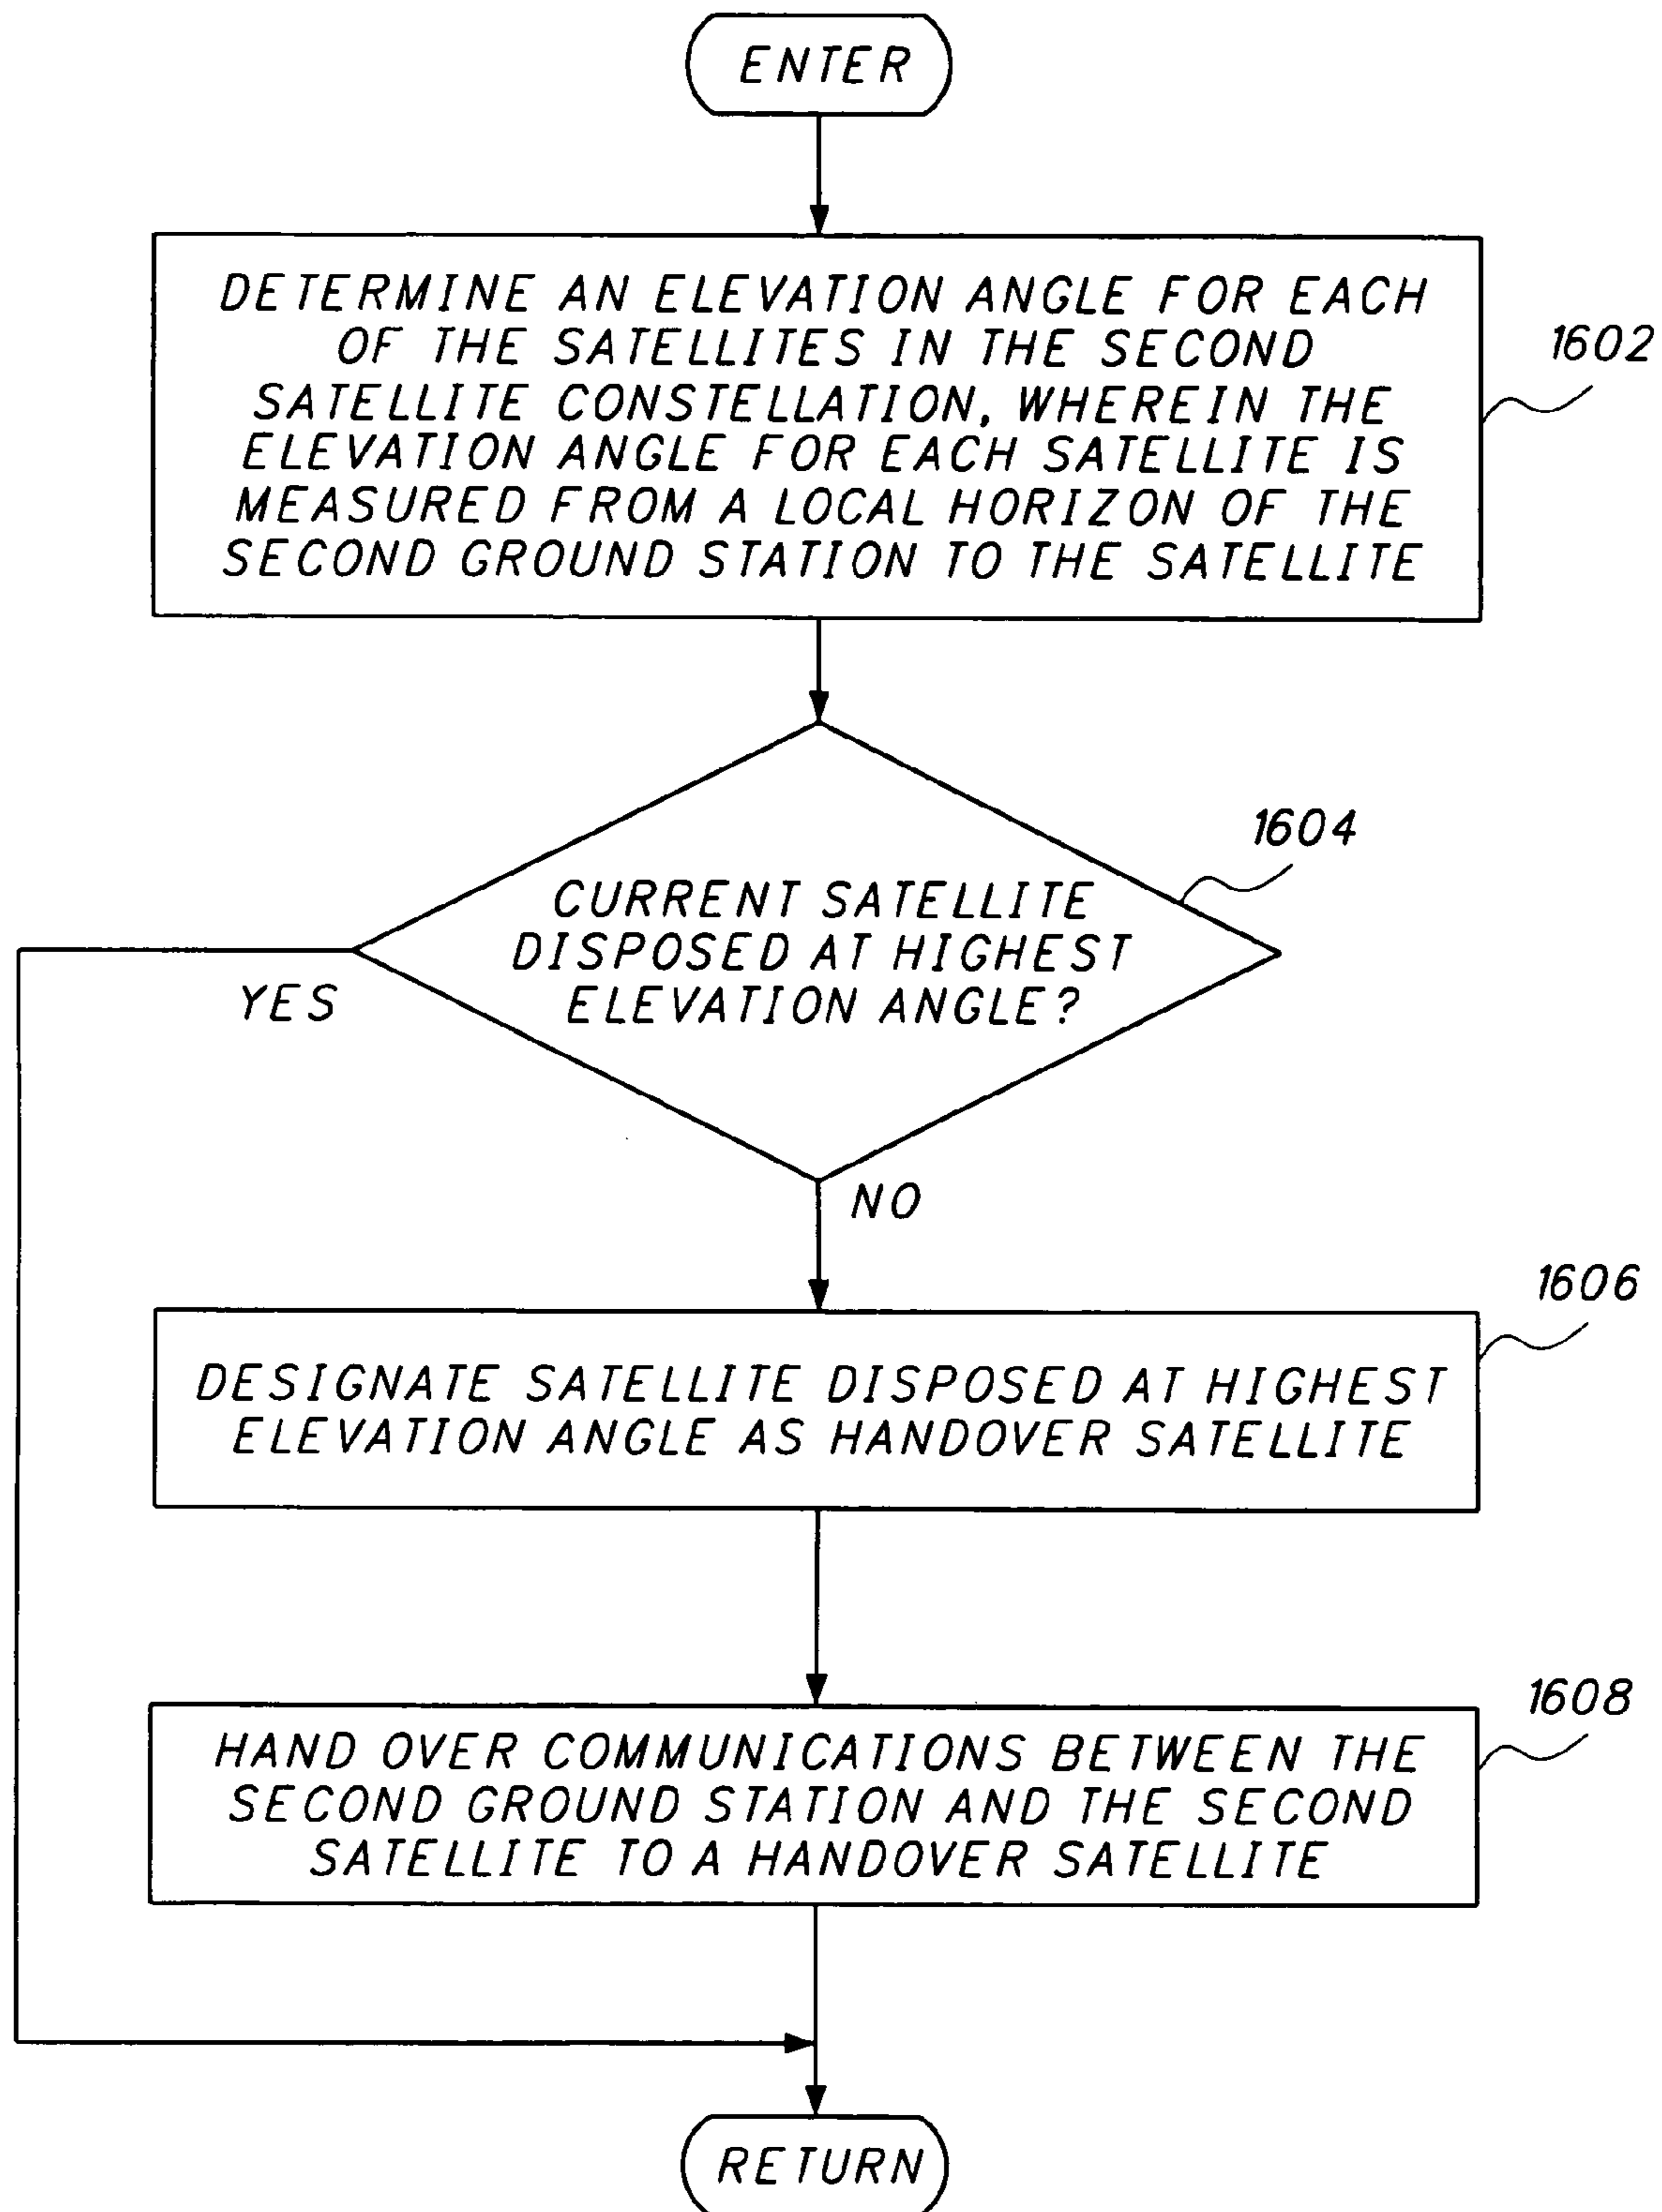 ENTER
DETERMINE AN ELEVATION ANGLE FOR EACH
OF THE SATELLITES IN THE SECOND
SATELLITE CONSTELLATION, WHEREIN THE
ELEVATION ANGLE FOR EACH SATELLITE IS
MEASURED FROM A LOCAL HORIZON OF THE
SECOND GROUND STATION TO THE SATELLITE
1602
1604
CURRENT SATELLITE
DISPOSED AT HIGHEST
ELEVATION ANGLE?
YES
NO
1606
DESIGNATE SATELLITE DISPOSED AT HIGHEST
ELEVATION ANGLE AS HANDOVER SATELLITE
1608
HAND OVER COMMUNICATIONS BETWEEN THE
SECOND GROUND STATION AND THE SECOND
SATELLITE TO A HANDOVER SATELLITE
RETURN